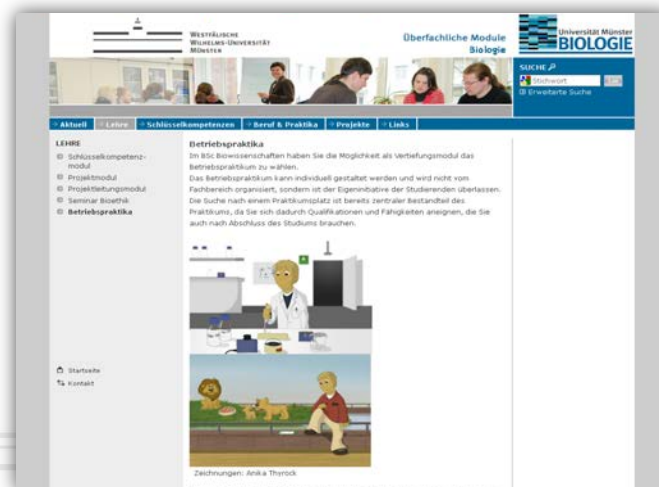 WESTFÄLISCHE
WILHELMS-UNIVERSITÄT
MÜNSTER
Überfachliche Module
Biologie
Universität Münster
BIOLOGIE
SUCHE
Stichwort
Erweiterte Suche
Aktuell
Lehre
Schlüsselkompetenzen
Beruf & Praktika
Projekte
Links
LEHRE
Schlüsselkompetenz-
modul
Projektmodul
Projektleitungsmodul
Seminar Bioethik
Betriebspraktika
Startseite
Kontakt
Betriebspraktika
Im BSc Biowissenschaften haben Sie die Möglichkeit als Vertiefungsmodul das
Betriebspraktikum zu wählen.
Das Betriebspraktikum kann individuell gestaltet werden und wird nicht vom
Fachbereich organisiert, sondern ist der Eigeninitiative der Studierenden überlassen.
Die Suche nach einem Praktikumsplatz ist bereits zentraler Bestandteil des
Praktikums, da Sie sich dadurch Qualifikationen und Fähigkeiten aneignen, die Sie
auch nach Abschluss des Studiums brauchen.
Zeichnungen: Anika